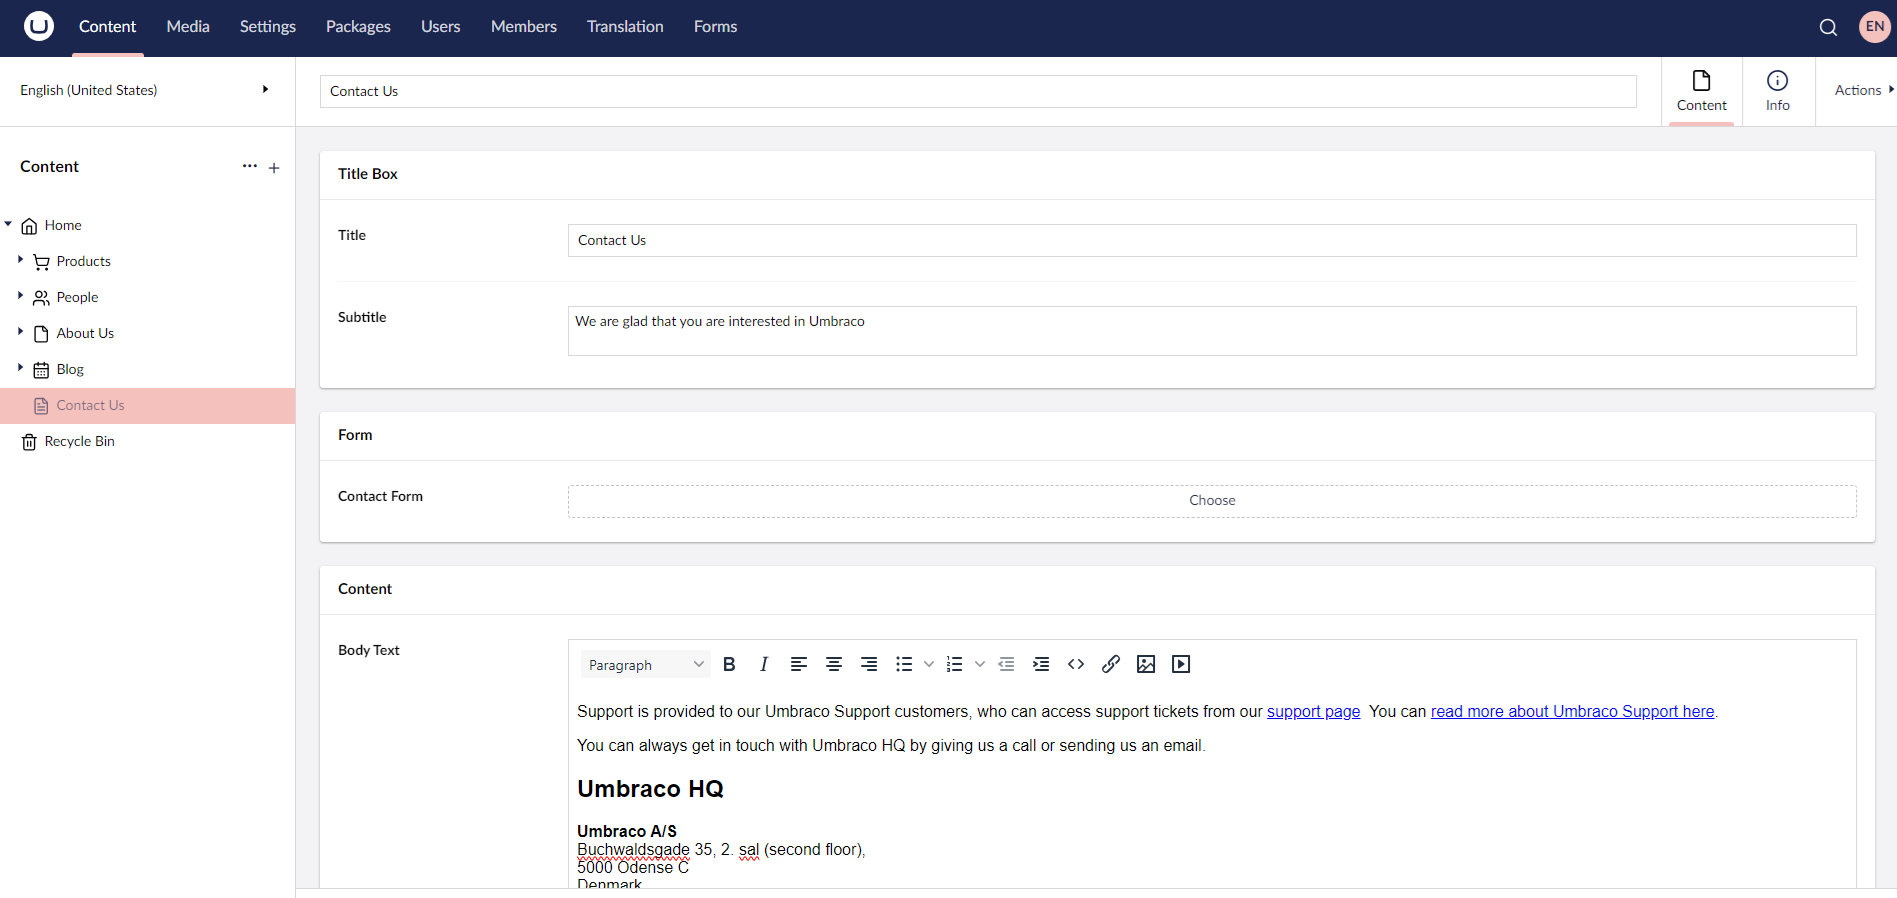 Content Media Settings Packages Users Members Translation Forms EN
English (United States)
Contact Us
Content
Info
Actions
Content
Home
Products
People
About Us
Blog
Contact Us
Recycle Bin
Title Box
Title
Contact Us
Subtitle
We are glad that you are interested in Umbraco
Form
Contact Form
Choose
Content
Body Text
Paragraph B I
Support is provided to our Umbraco Support customers, who can access support tickets from our support page You can read more about Umbraco Support here.
You can always get in touch with Umbraco HQ by giving us a call or sending us an email.
Umbraco HQ
Umbraco A/S
Buchwaldsgade 35, 2. sal (second floor),
5000 Odense C
Denmark